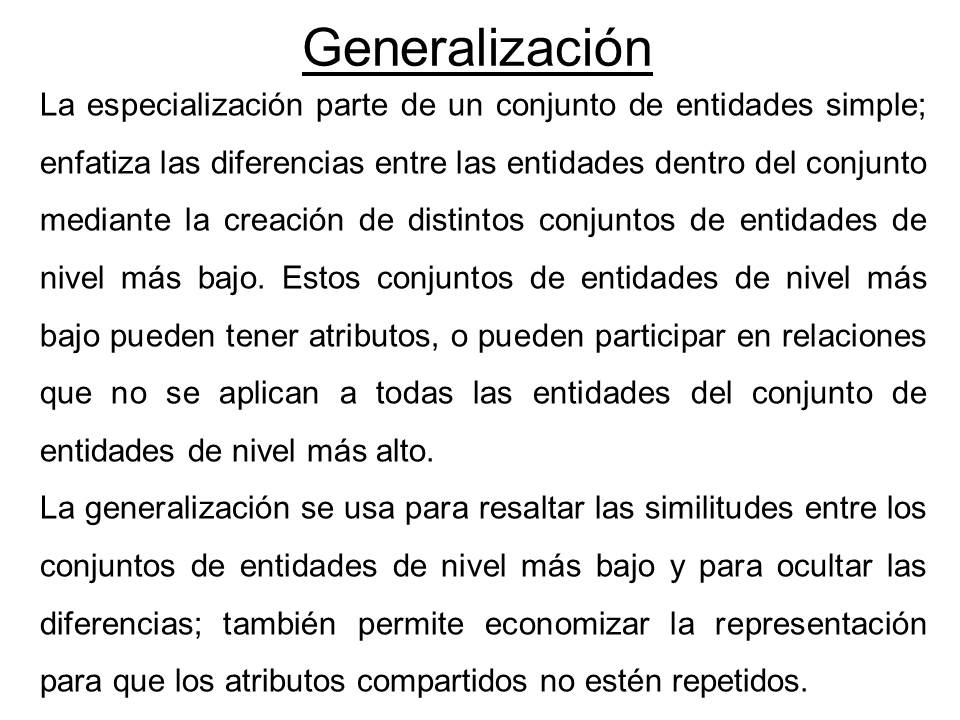 Generalización
La especialización parte de un conjunto de entidades simple;
enfatiza las diferencias entre las entidades dentro del conjunto
mediante la creación de distintos conjuntos de entidades de
nivel más bajo. Estos conjuntos de entidades de nivel más
bajo pueden tener atributos, o pueden participar en relaciones
que no se aplican a todas las entidades del conjunto de
entidades de nivel más alto.
La generalización se usa para resaltar las similitudes entre los
conjuntos de entidades de nivel más bajo y para ocultar las
diferencias; también permite economizar la representación
para que los atributos compartidos no estén repetidos.